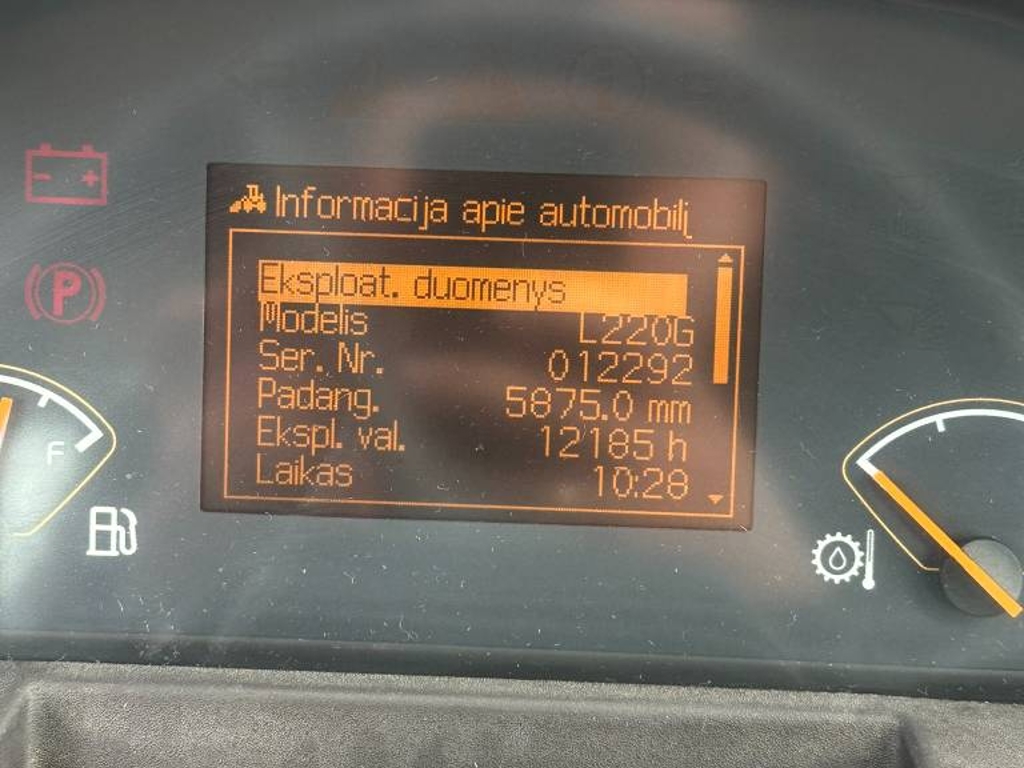 Informacija apie automobilį
Eksploat. duomenys
Modelis L220G
Ser. Nr. 012292
Padang. 5875.0 mm
Ekspl. val. 12185 h
Laikas 10:28
P
F